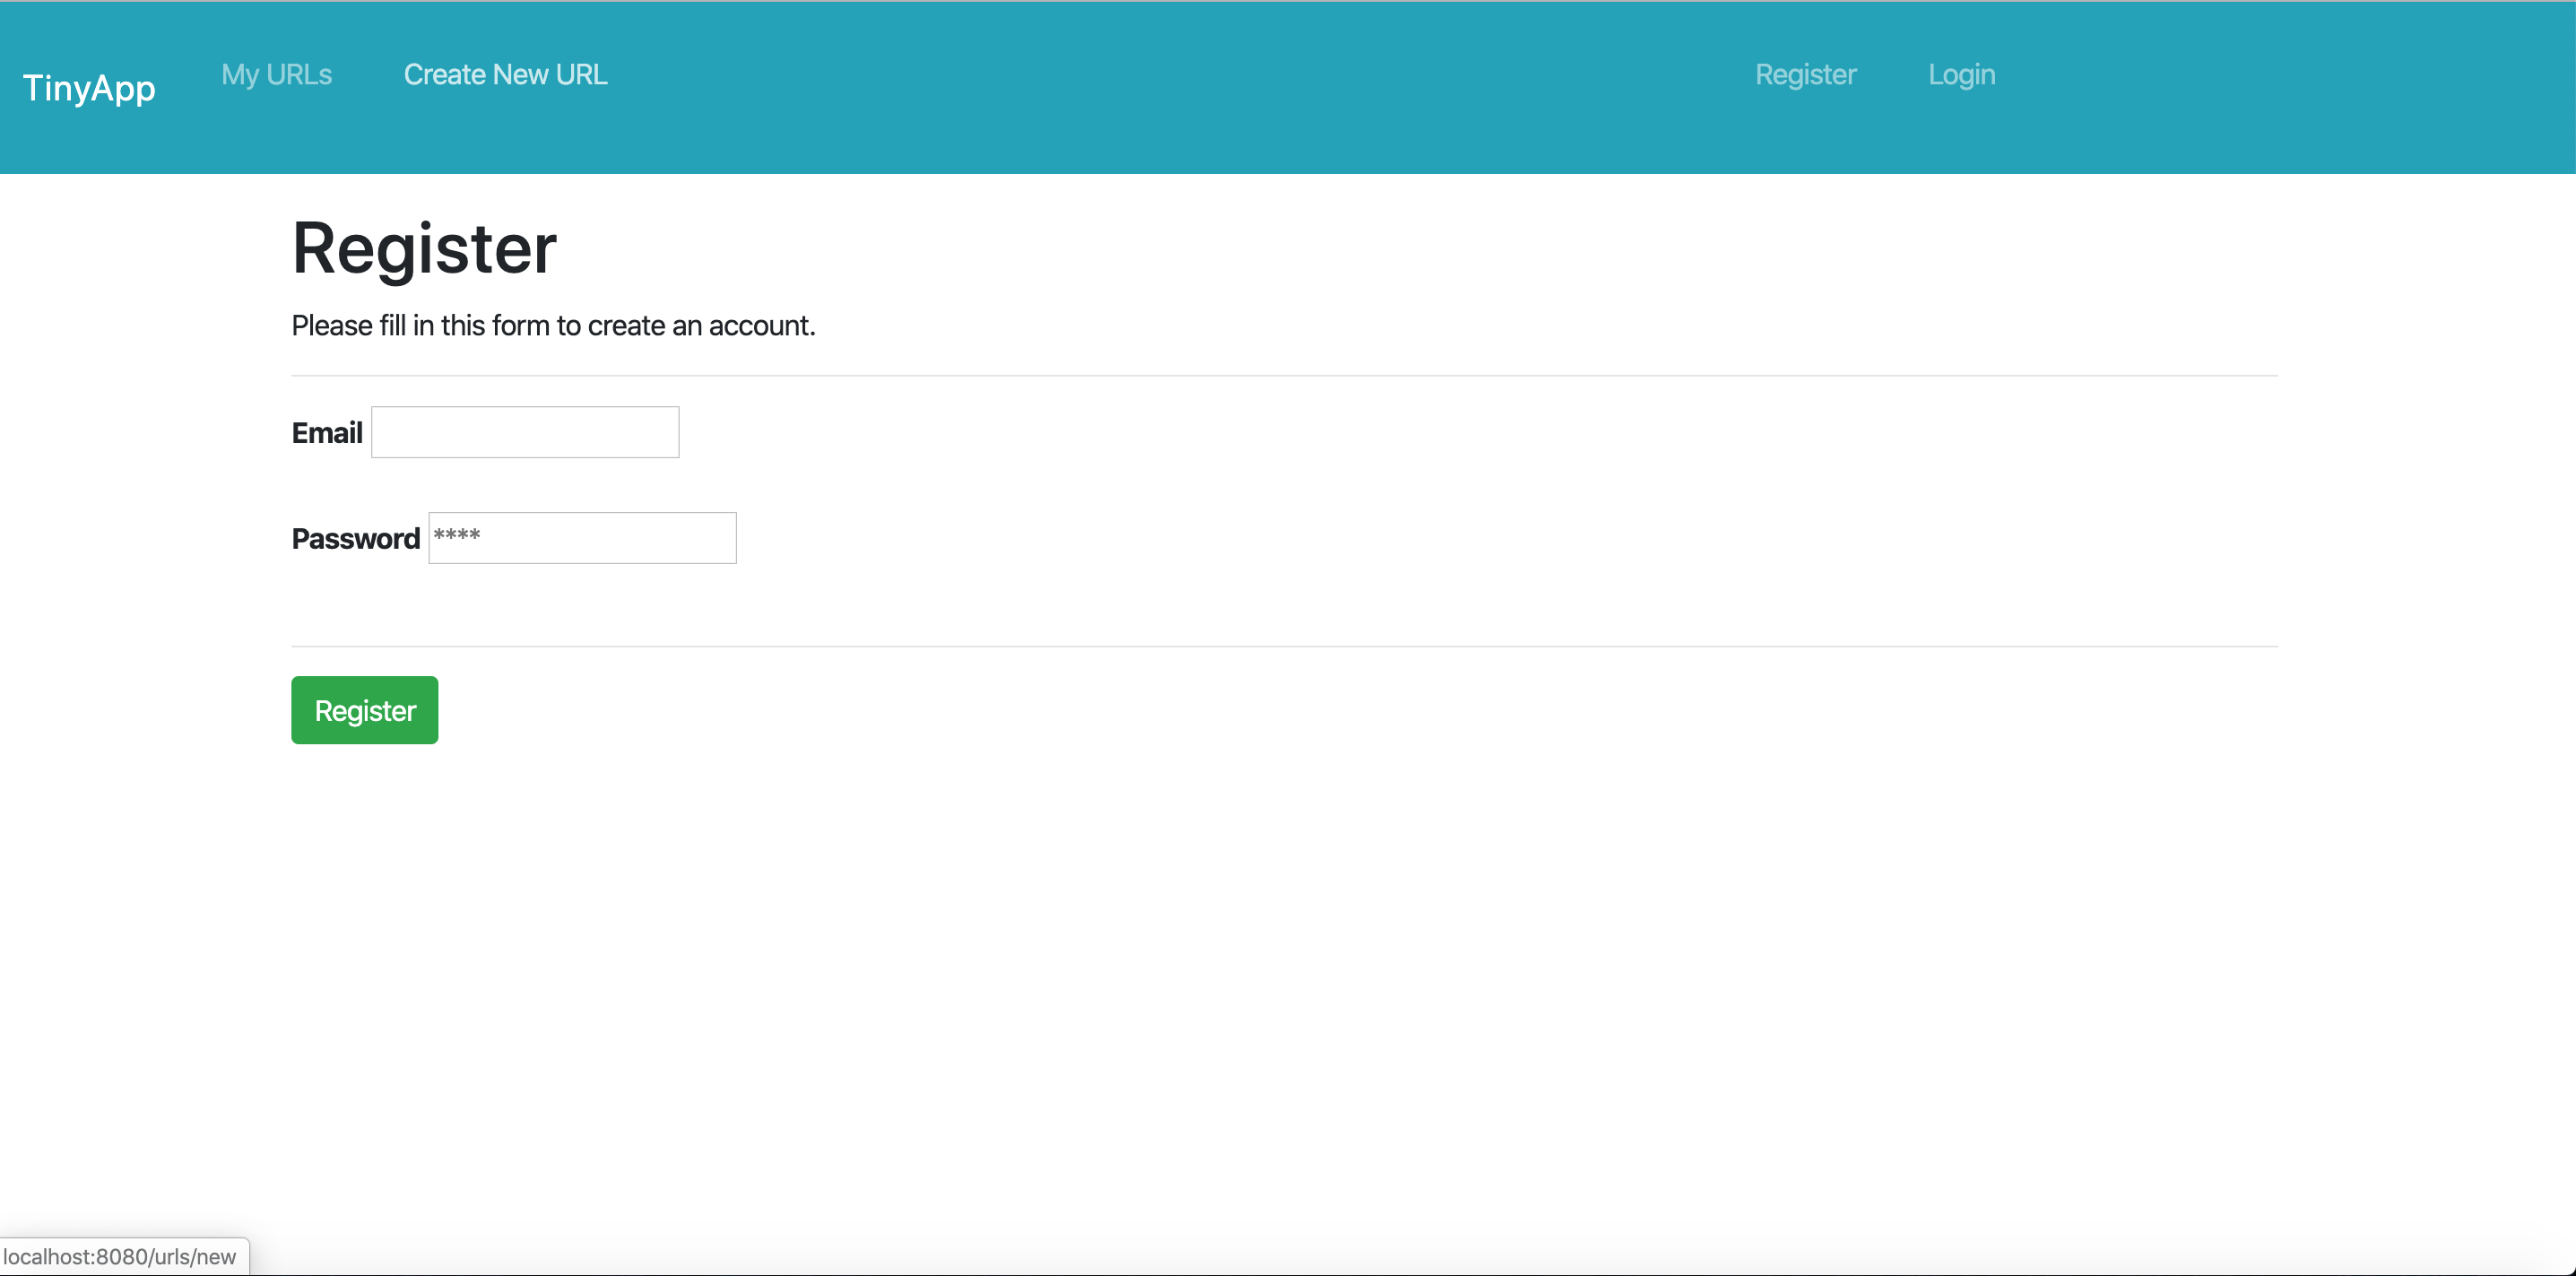 TinyApp My URLs Create New URL Register Login
Register
Please fill in this form to create an account.
Email
Password ****
Register
localhost:8080/urls/new